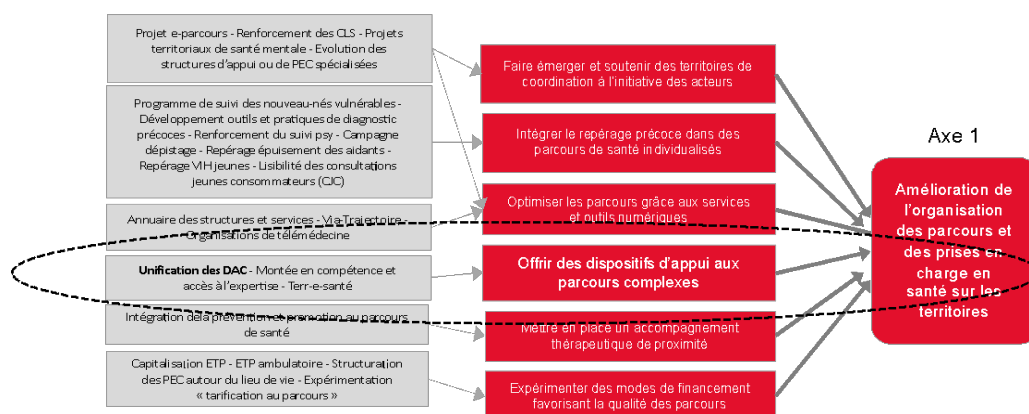 Projet e-parcours - Renforcement des CLS - Projets
territoriaux de santé mentale - Evolution des
structures d'appui ou de PEC spécialisées
Faire émerger et soutenir des territoires de
coordination à l'initiative des acteurs
Programme de suivi des nouveau-nés vulnérables -
Développement outils et pratiques de diagnostic
précoces - Renforcement du suivi psy - Campagne
dépistage - Repérage épuisement des aidants -
Repérage VIH jeunes - Lisibilité des consultations
jeunes consommateurs (CJC)
Intégrer le repérage précoce dans des
parcours de santé individualisés
Annuaire des structures et services - Via-Trajectoire -
Organisations de télémédecine
Optimiser les parcours grâce aux services
et outils numériques
Unification des DAC - Montée en compétence et
accès à l'expertise - Terr-e-santé
Offrir des dispositifs d'appui aux
parcours complexes
Intégration de la prévention et promotion au parcours
de santé
Mettre en place un accompagnement
thérapeutique de proximité
Capitalisation ETP - ETP ambulatoire - Structuration
des PEC autour du lieu de vie - Expérimentation
« tarification au parcours »
Expérimenter des modes de financement
favorisant la qualité des parcours
Axe 1
Amélioration de
l'organisation
des parcours et
des prises en
charge en
santé sur les
territoires